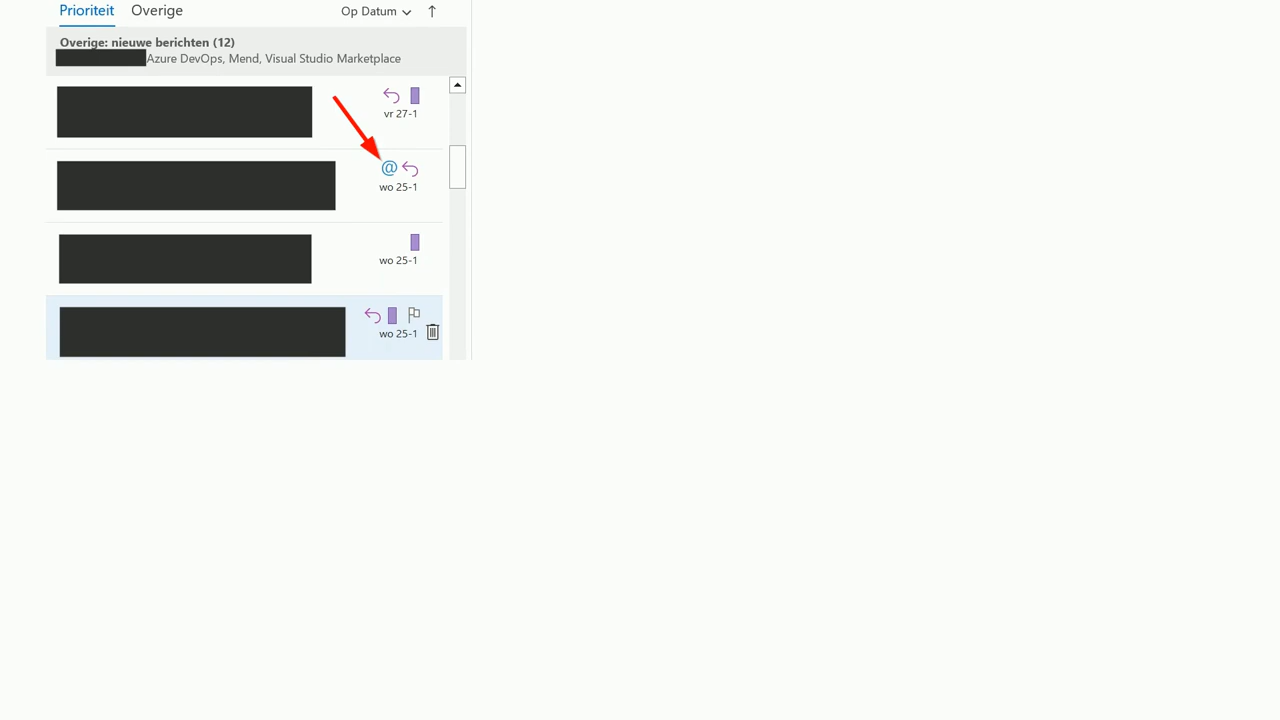 Prioriteit Overige Op Datum
Overige: nieuwe berichten (12)
Azure DevOps, Mend, Visual Studio Marketplace
vr 27-1
@
wo 25-1
wo 25-1
wo 25-1